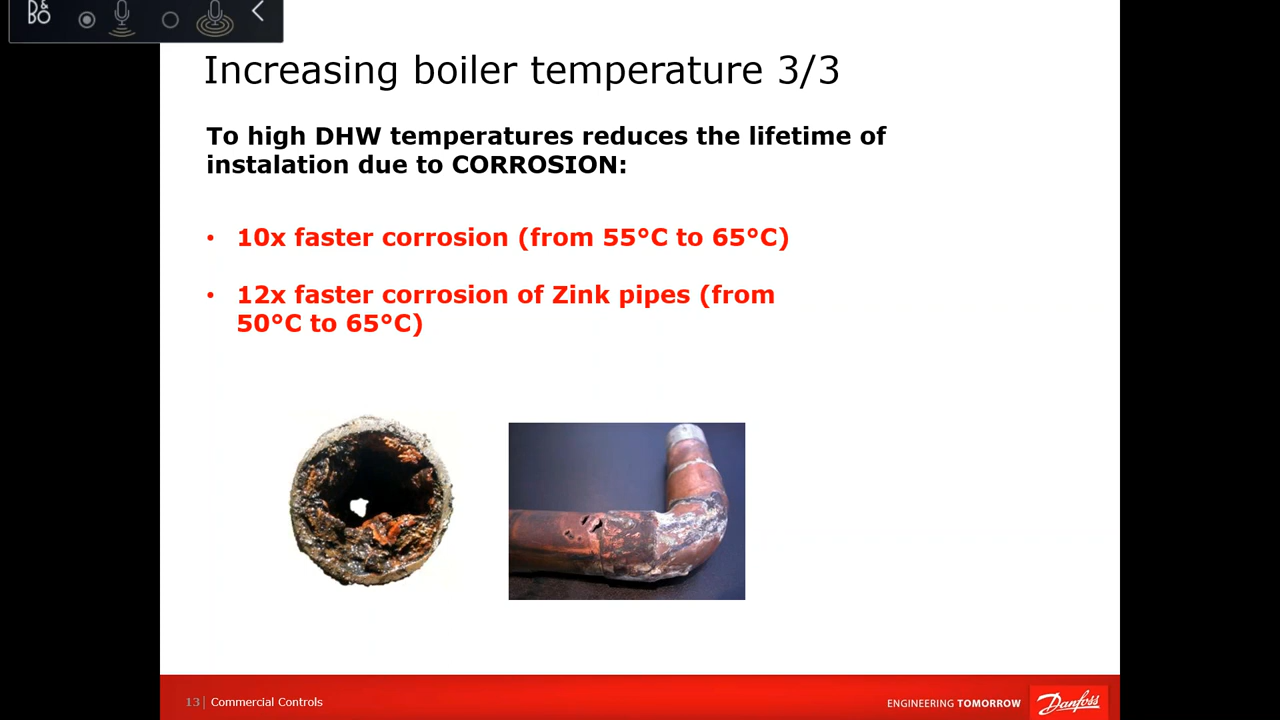 B&O
Increasing boiler temperature 3/3
To high DHW temperatures reduces the lifetime of
instalation due to CORROSION:
• 10x faster corrosion (from 55°C to 65°C)
• 12x faster corrosion of Zink pipes (from
50°C to 65°C)
13| Commercial Controls
ENGINEERING TOMORROW
Danfoss